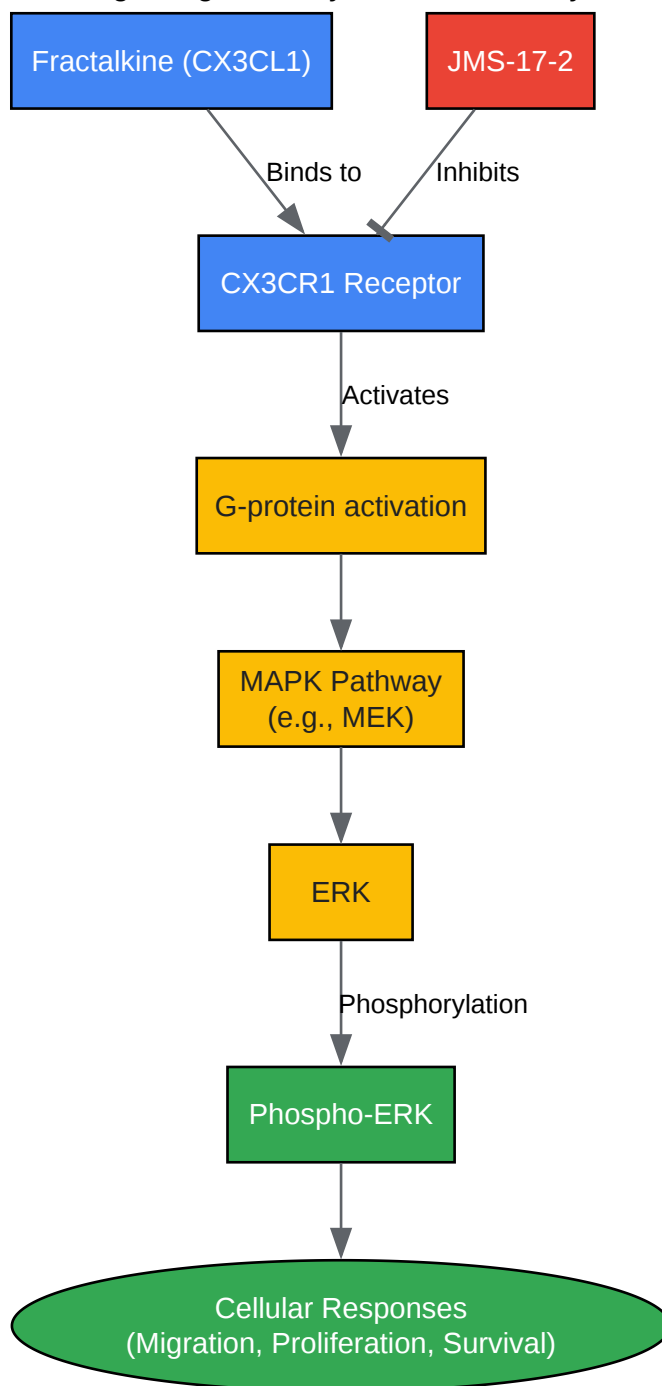 Fractalkine (CX3CL1)
JMS-17-2
Binds to
Inhibits
CX3CR1 Receptor
Activates
G-protein activation
MAPK Pathway
(e.g., MEK)
ERK
Phosphorylation
Phospho-ERK
Cellular Responses
(Migration, Proliferation, Survival)